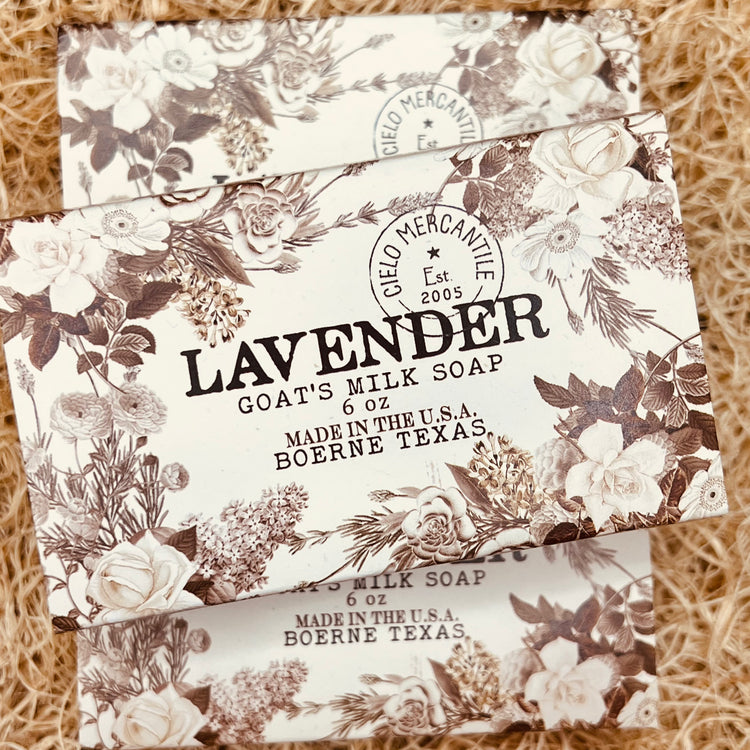 CIELO MERCANTILE
Est.
CIELO MERCANTILE
Est.
2005
LAVENDER
GOAT'S MILK SOAP
6 oz
MADE IN THE U.S.A.
BOERNE TEXAS.
GOAT'S MILK SOAP
6 oz
MADE IN THE U.S.A.
BOERNE TEXAS.